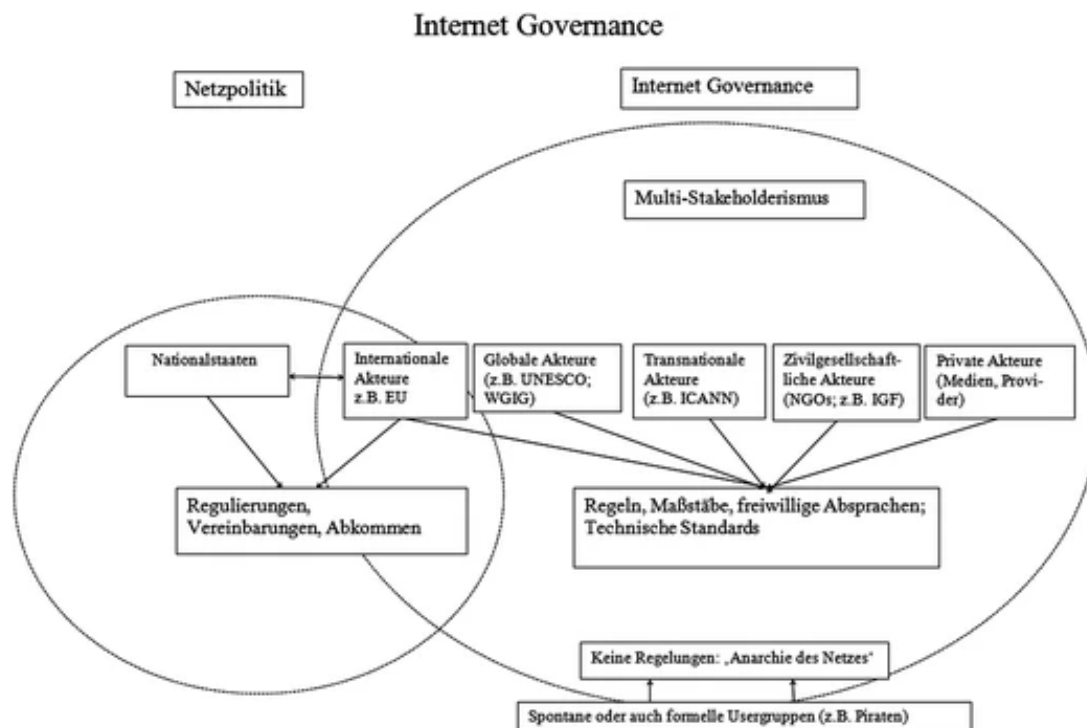 Internet Governance
Netzpolitik
Internet Governance
Multi-Stakeholderismus
Nationalstaaten
Internationale
Akteure
z.B. EU
Globale Akteure
(z.B. UNESCO;
WGIG)
Transnationale
Akteure
(z.B. ICANN)
Zivilgesellschaft-
liche Akteure
(NGOs; z.B. IGF)
Private Akteure
(Medien, Provi-
der)
Regulierungen,
Vereinbarungen, Abkommen
Regeln, Maßstäbe, freiwillige Absprachen;
Technische Standards
Keine Regelungen: „Anarchie des Netzes“
Spontane oder auch formelle Usergruppen (z.B. Piraten)